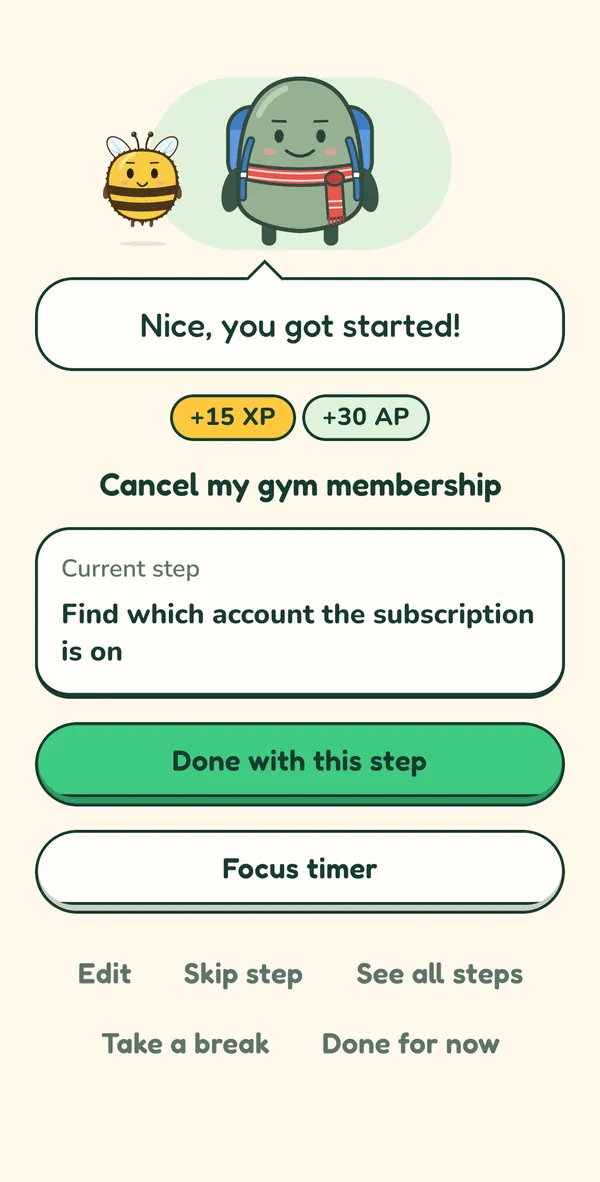 Nice, you got started!
+15 XP +30 AP
Cancel my gym membership
Current step
Find which account the subscription
is on
Done with this step
Focus timer
Edit Skip step See all steps
Take a break Done for now